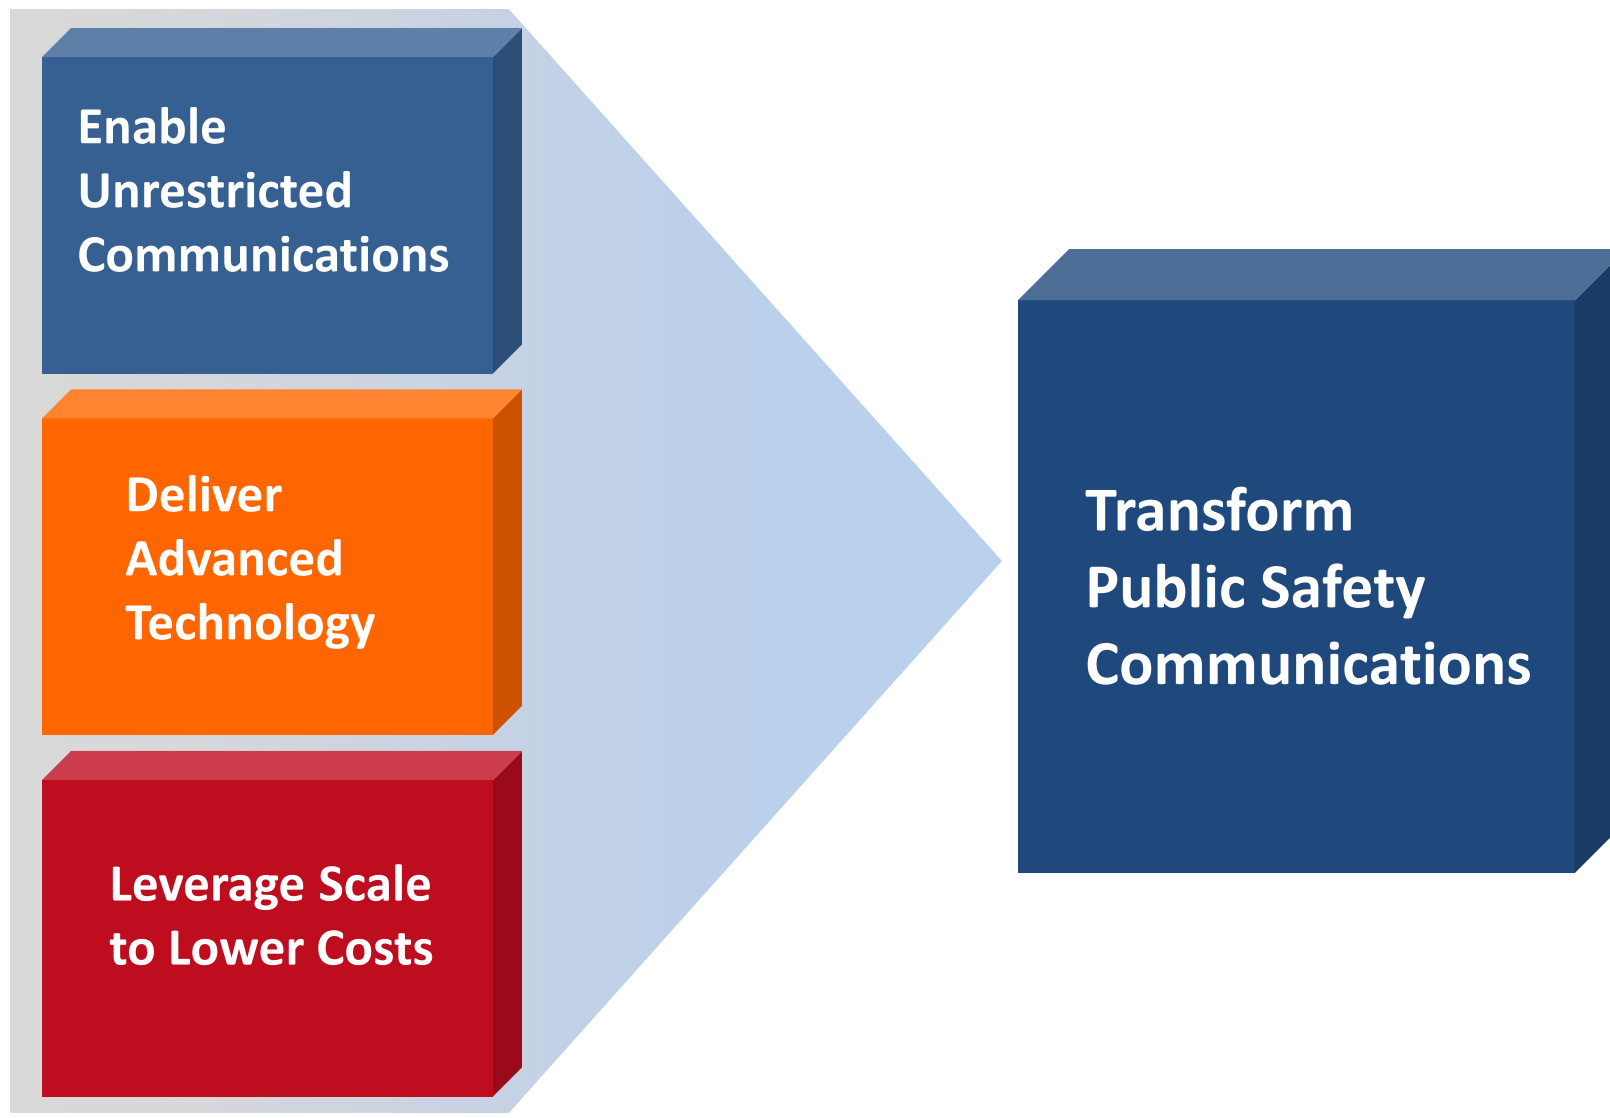 Enable
Unrestricted
Communications
Deliver
Advanced
Technology
Leverage Scale
to Lower Costs
Transform
Public Safety
Communications